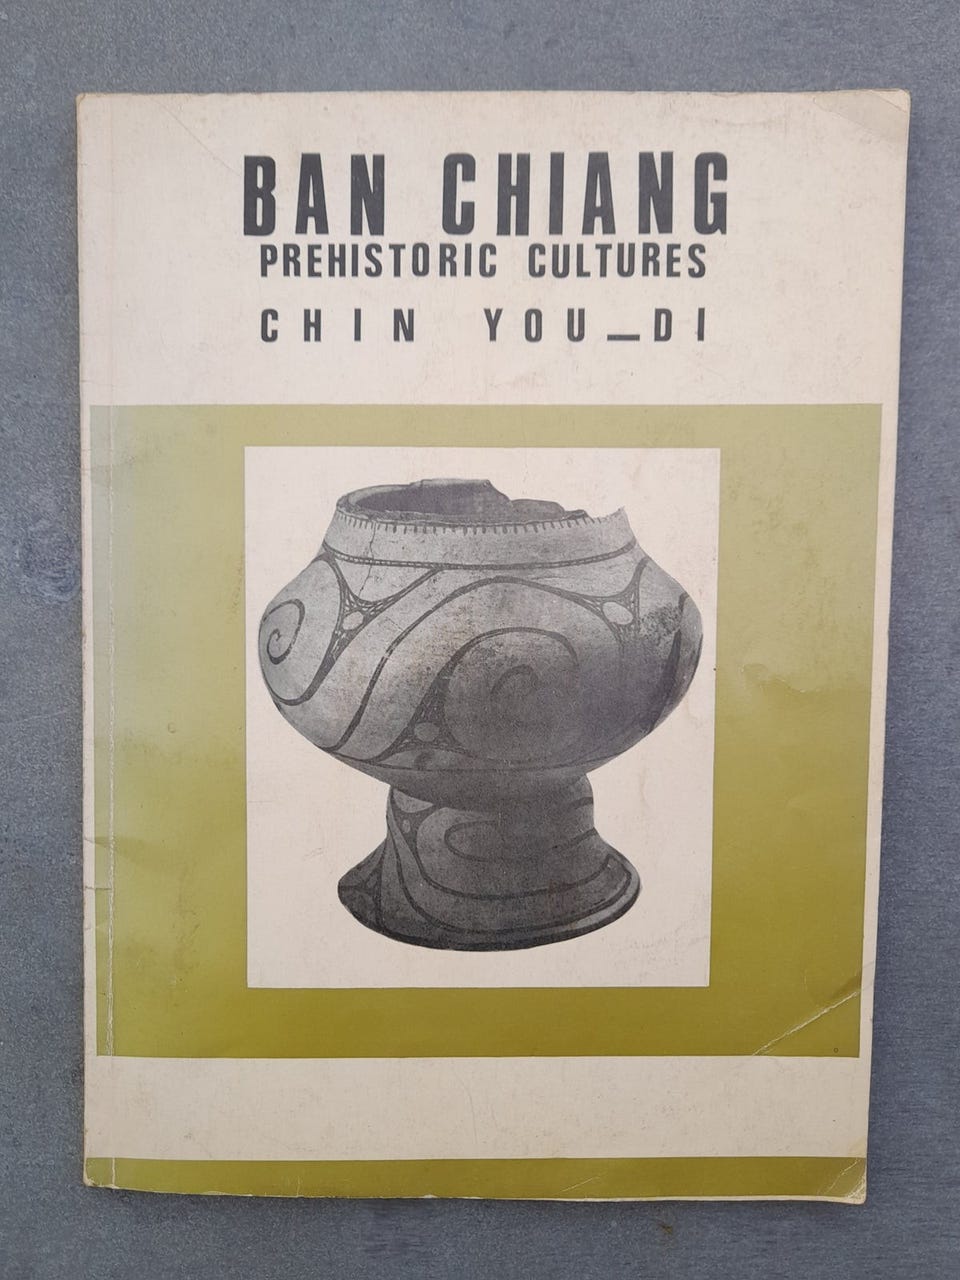 BAN CHIANG
PREHISTORIC CULTURES
CHIN YOU_DI